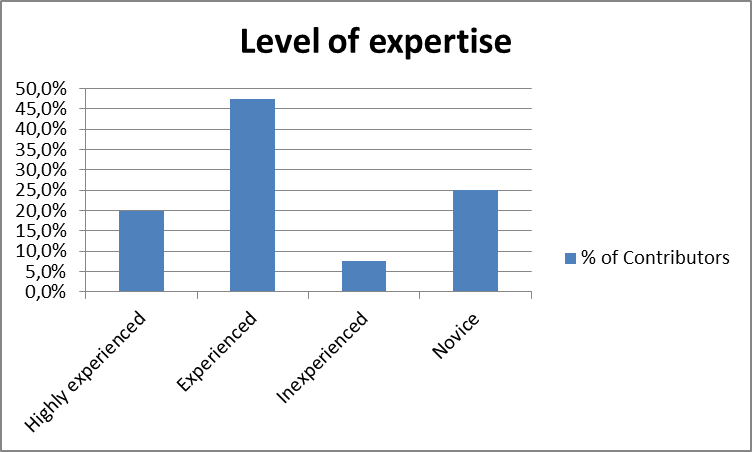 Level of expertise
50,0%
45,0%
40,0%
35,0%
30,0%
25,0%
20,0%
15,0%
10,0%
5,0%
0,0%
Highly experienced
Experienced
Inexperienced
Novice
% of Contributors